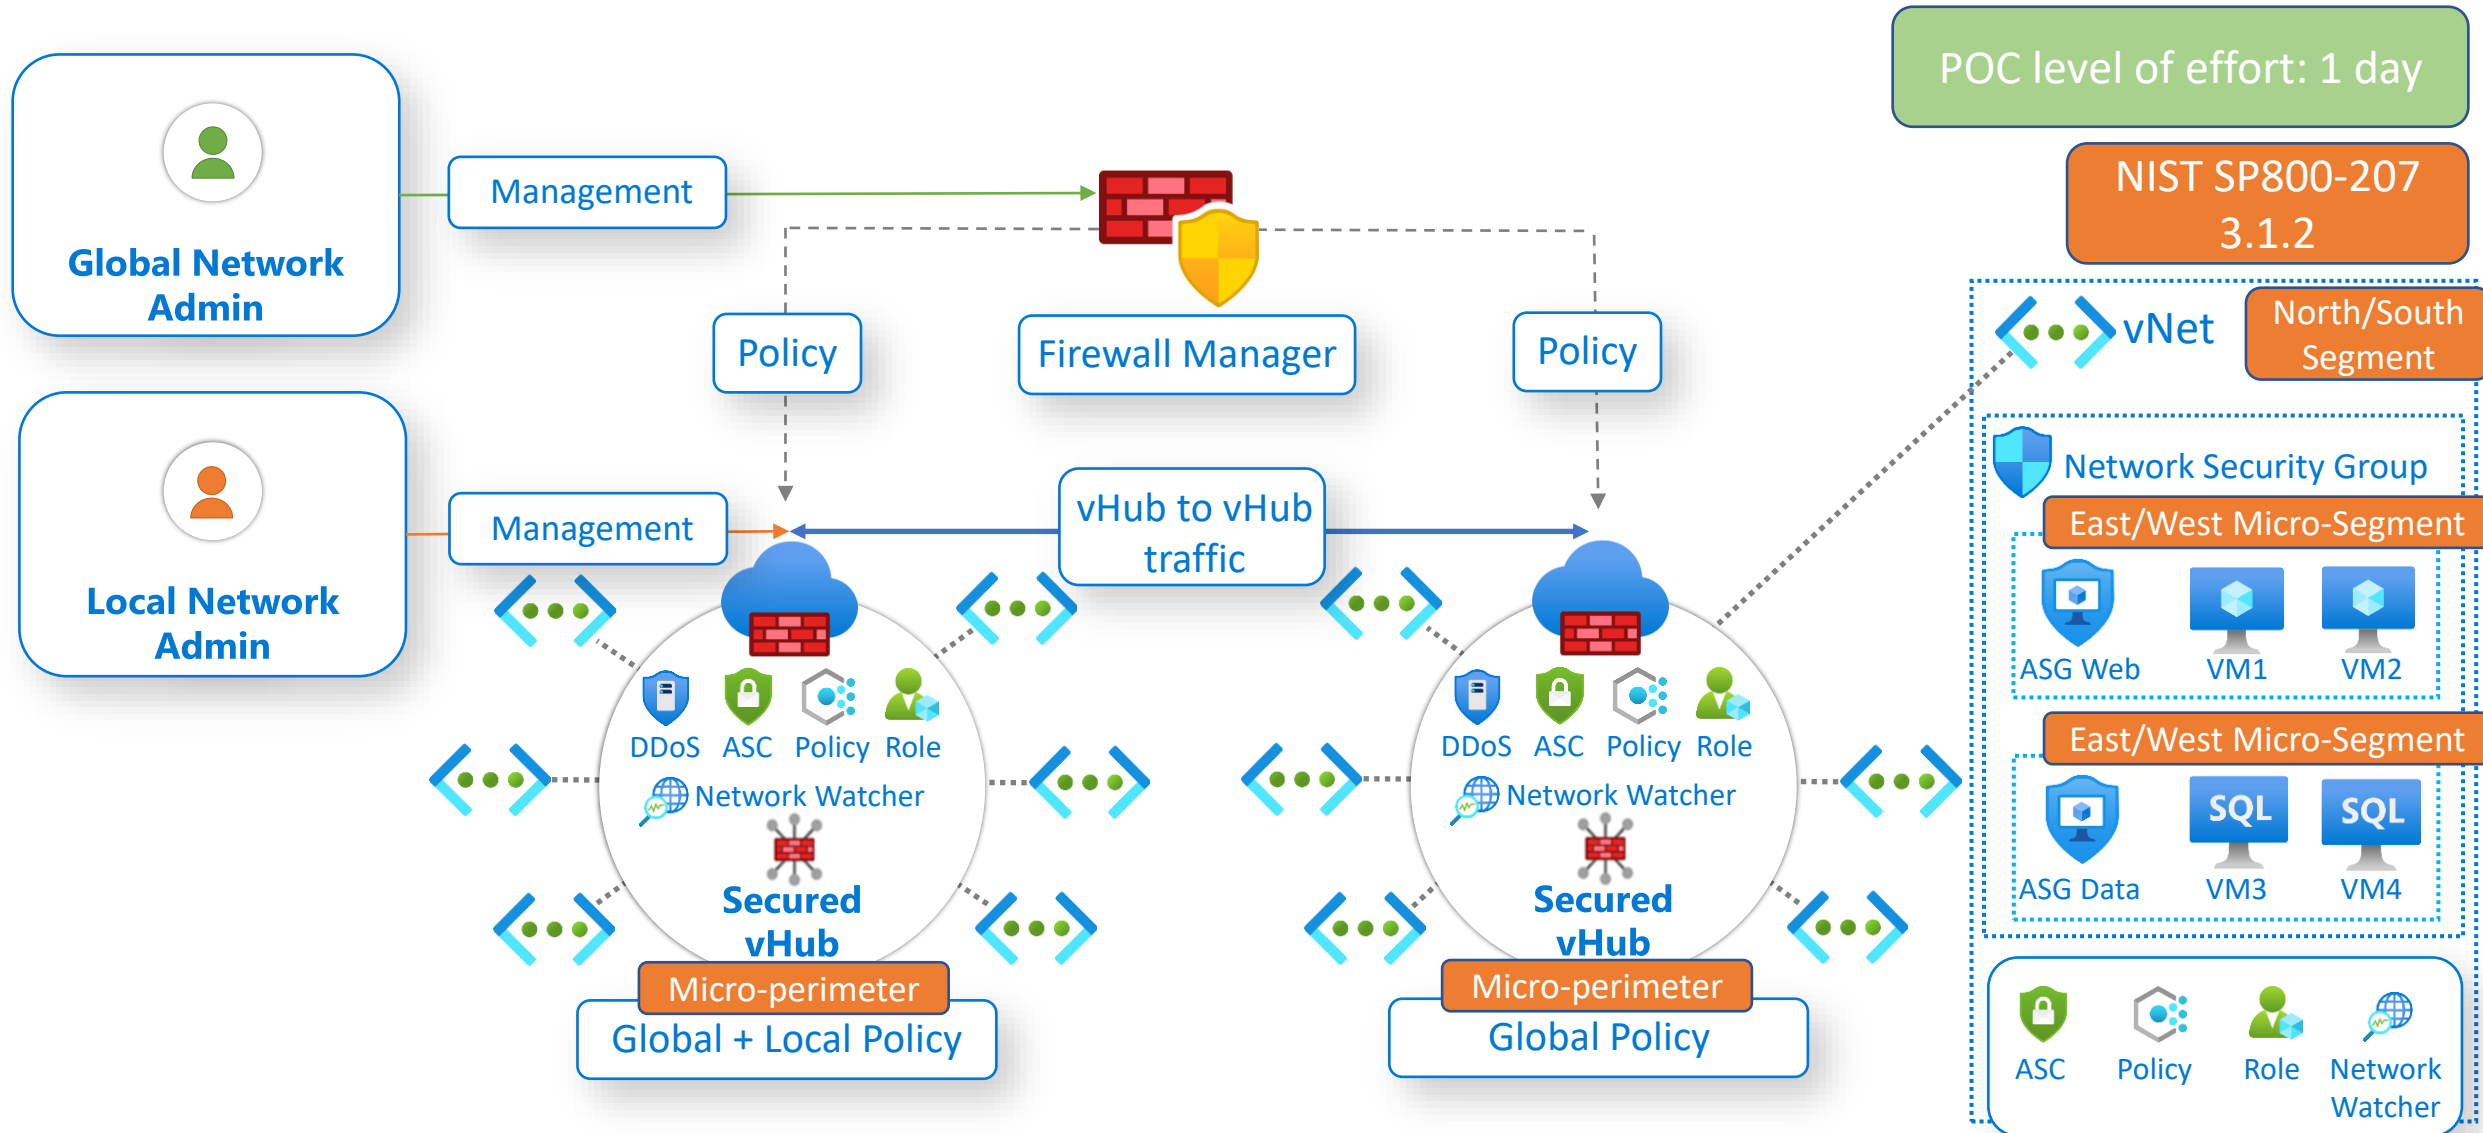 POC level of effort: 1 day
NIST SP800-207
3.1.2
Global Network
Admin
Management
Policy
Firewall Manager
Policy
Local Network
Admin
Management
vHub to vHub
traffic
DDoS
ASC
Policy
Role
Network Watcher
Secured
vHub
Micro-perimeter
Global + Local Policy
DDoS
ASC
Policy
Role
Network Watcher
Secured
vHub
Micro-perimeter
Global Policy
vNet
North/South
Segment
Network Security Group
East/West Micro-Segment
ASG Web
VM1
VM2
East/West Micro-Segment
SQL
SQL
ASG Data
VM3
VM4
ASC
Policy
Role
Network
Watcher